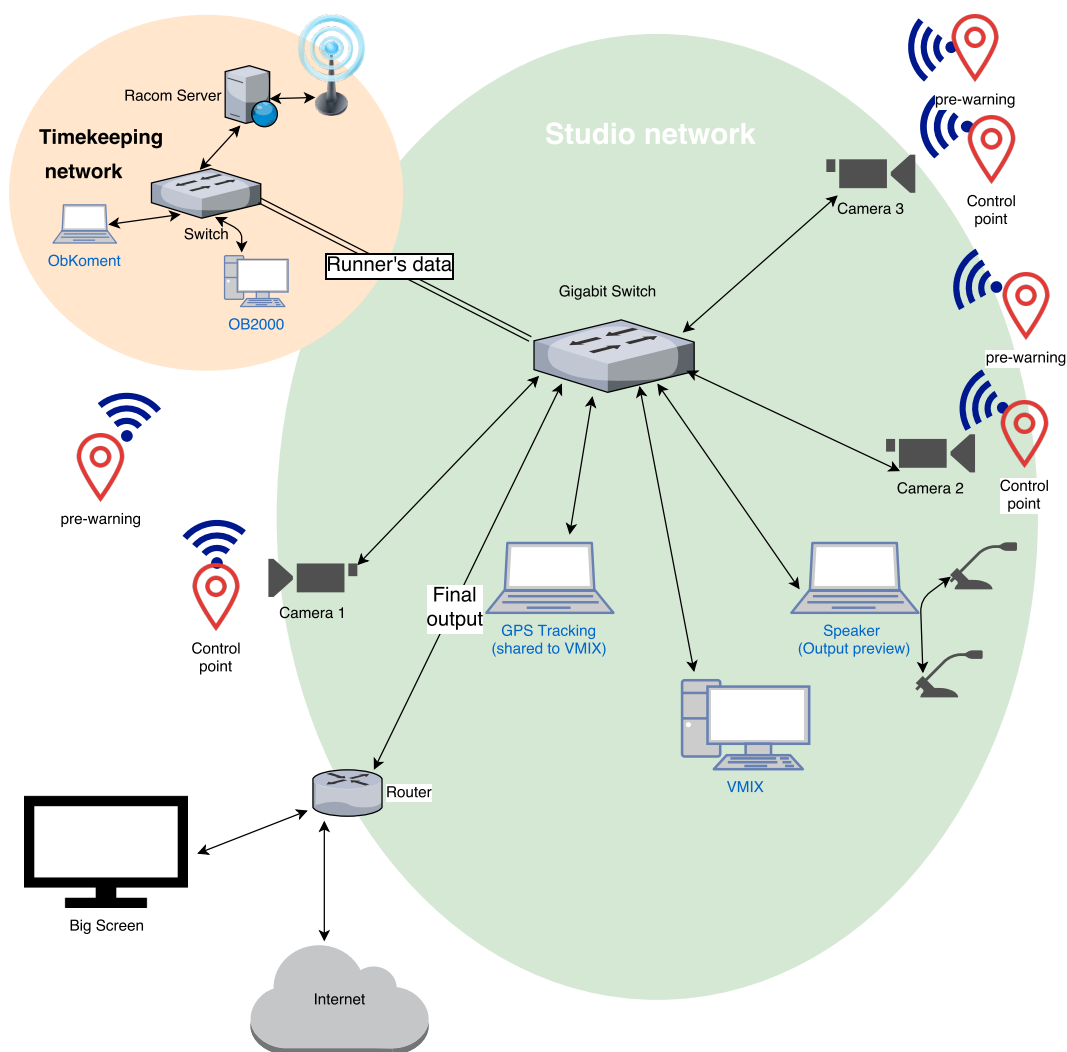 Racom Server
Timekeeping
network
Switch
ObKoment
OB2000
Runner's data
Studio network
pre-warning
Control
point
Camera 3
Gigabit Switch
pre-warning
Control
point
Camera 2
pre-warning
Control
point
Camera 1
Final
output
GPS Tracking
(shared to VMIX)
Speaker
(Output preview)
VMIX
Router
Big Screen
Internet